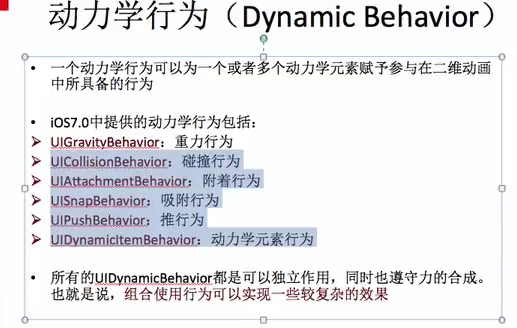 动力学行为（Dynamic Behavior）
• 一个动力学行为可以为一个或者多个动力学元素赋予参与在二维动画
中所具备的行为
• iOS7.0中提供的动力学行为包括：
➢ UIGravityBehavior：重力行为
➢ UICollisionBehavior：碰撞行为
➢ UIAttachmentBehavior：附着行为
➢ UISnapBehavior：吸附行为
➢ UIPushBehavior：推行为
➢ UIDynamicItemBehavior：动力学元素行为
• 所有的UIDynamicBehavior都是可以独立作用，同时也遵守力的合成。
也就是说，组合使用行为可以实现一些较复杂的效果